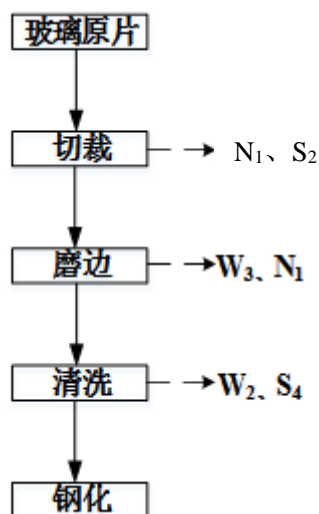 玻璃原片
切裁
N₁、S₂
磨边
W₃、N₁
清洗
W₂、S₄
钢化